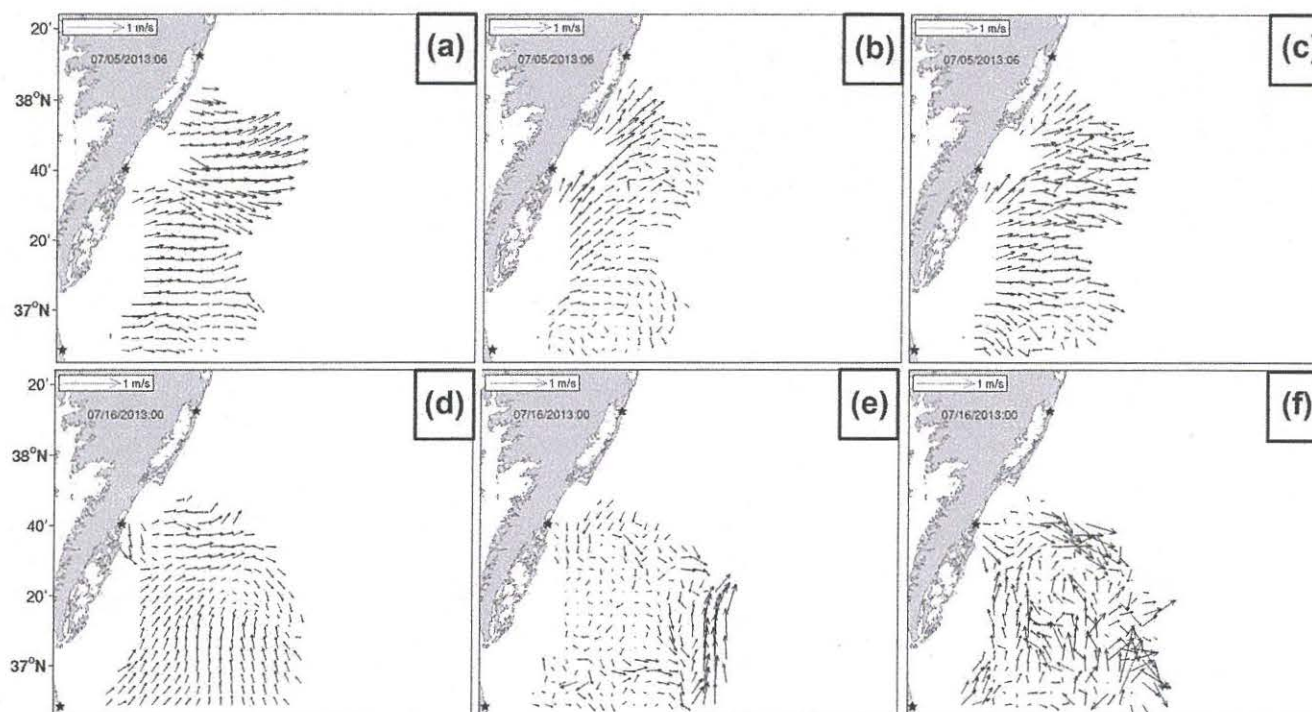 1 m/s
(a)
07/05/2013:06
20'
38°N
40'
20'
37°N
1 m/s
(b)
07/05/2013:06
1 m/s
(c)
07/05/2013:06
1 m/s
(d)
07/16/2013:00
20'
38°N
40'
20'
37°N
1 m/s
(e)
07/16/2013:00
1 m/s
(f)
07/16/2013:00